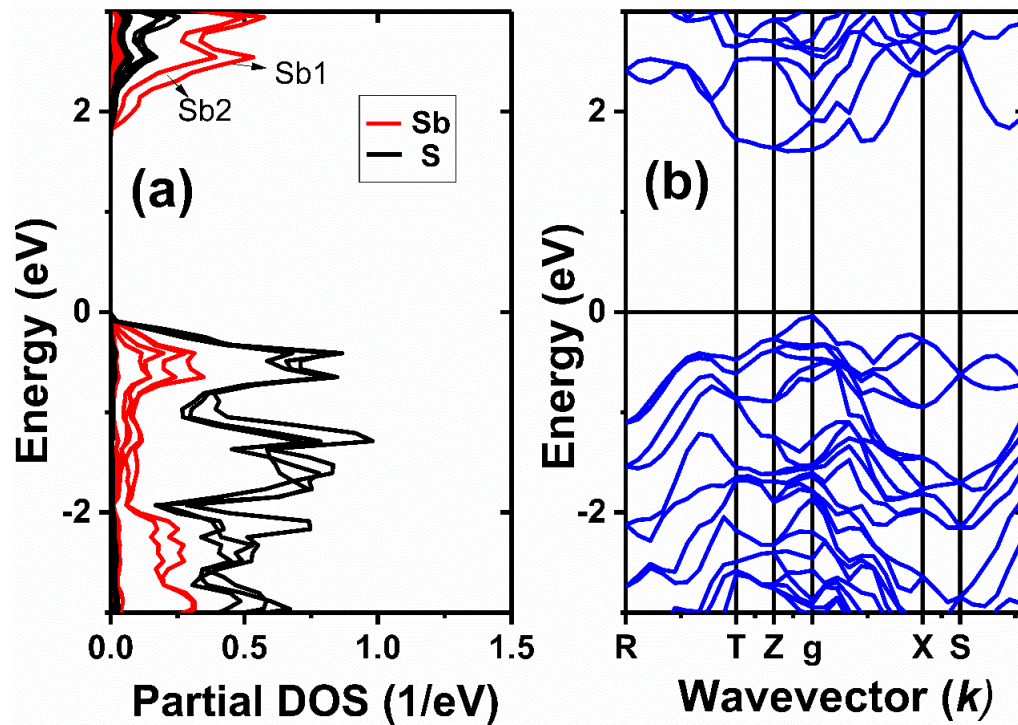 Energy (eV)
2
0
-2
Sb1
Sb2
Sb
S
(a)
0.0 0.5 1.0 1.5
Partial DOS (1/eV)
Energy (eV)
2
0
-2
(b)
R T Z g X S
Wavevector (k)